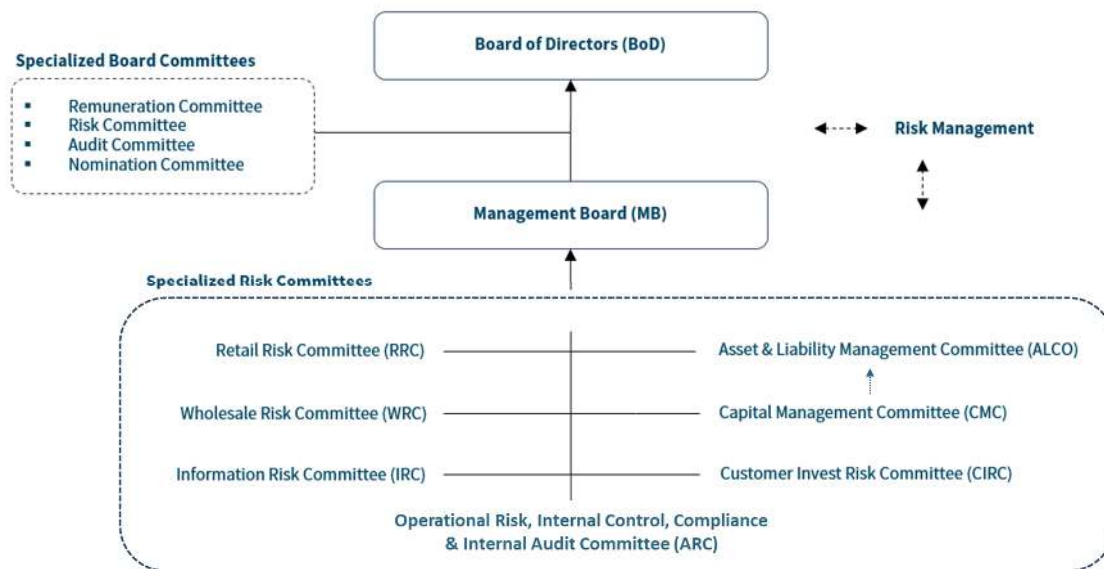 Board of Directors (BoD)
Specialized Board Committees
▪ Remuneration Committee
▪ Risk Committee
▪ Audit Committee
▪ Nomination Committee
Risk Management
Management Board (MB)
Specialized Risk Committees
Retail Risk Committee (RRC)
Asset & Liability Management Committee (ALCO)
Wholesale Risk Committee (WRC)
Capital Management Committee (CMC)
Information Risk Committee (IRC)
Customer Invest Risk Committee (CIRC)
Operational Risk, Internal Control, Compliance
& Internal Audit Committee (ARC)